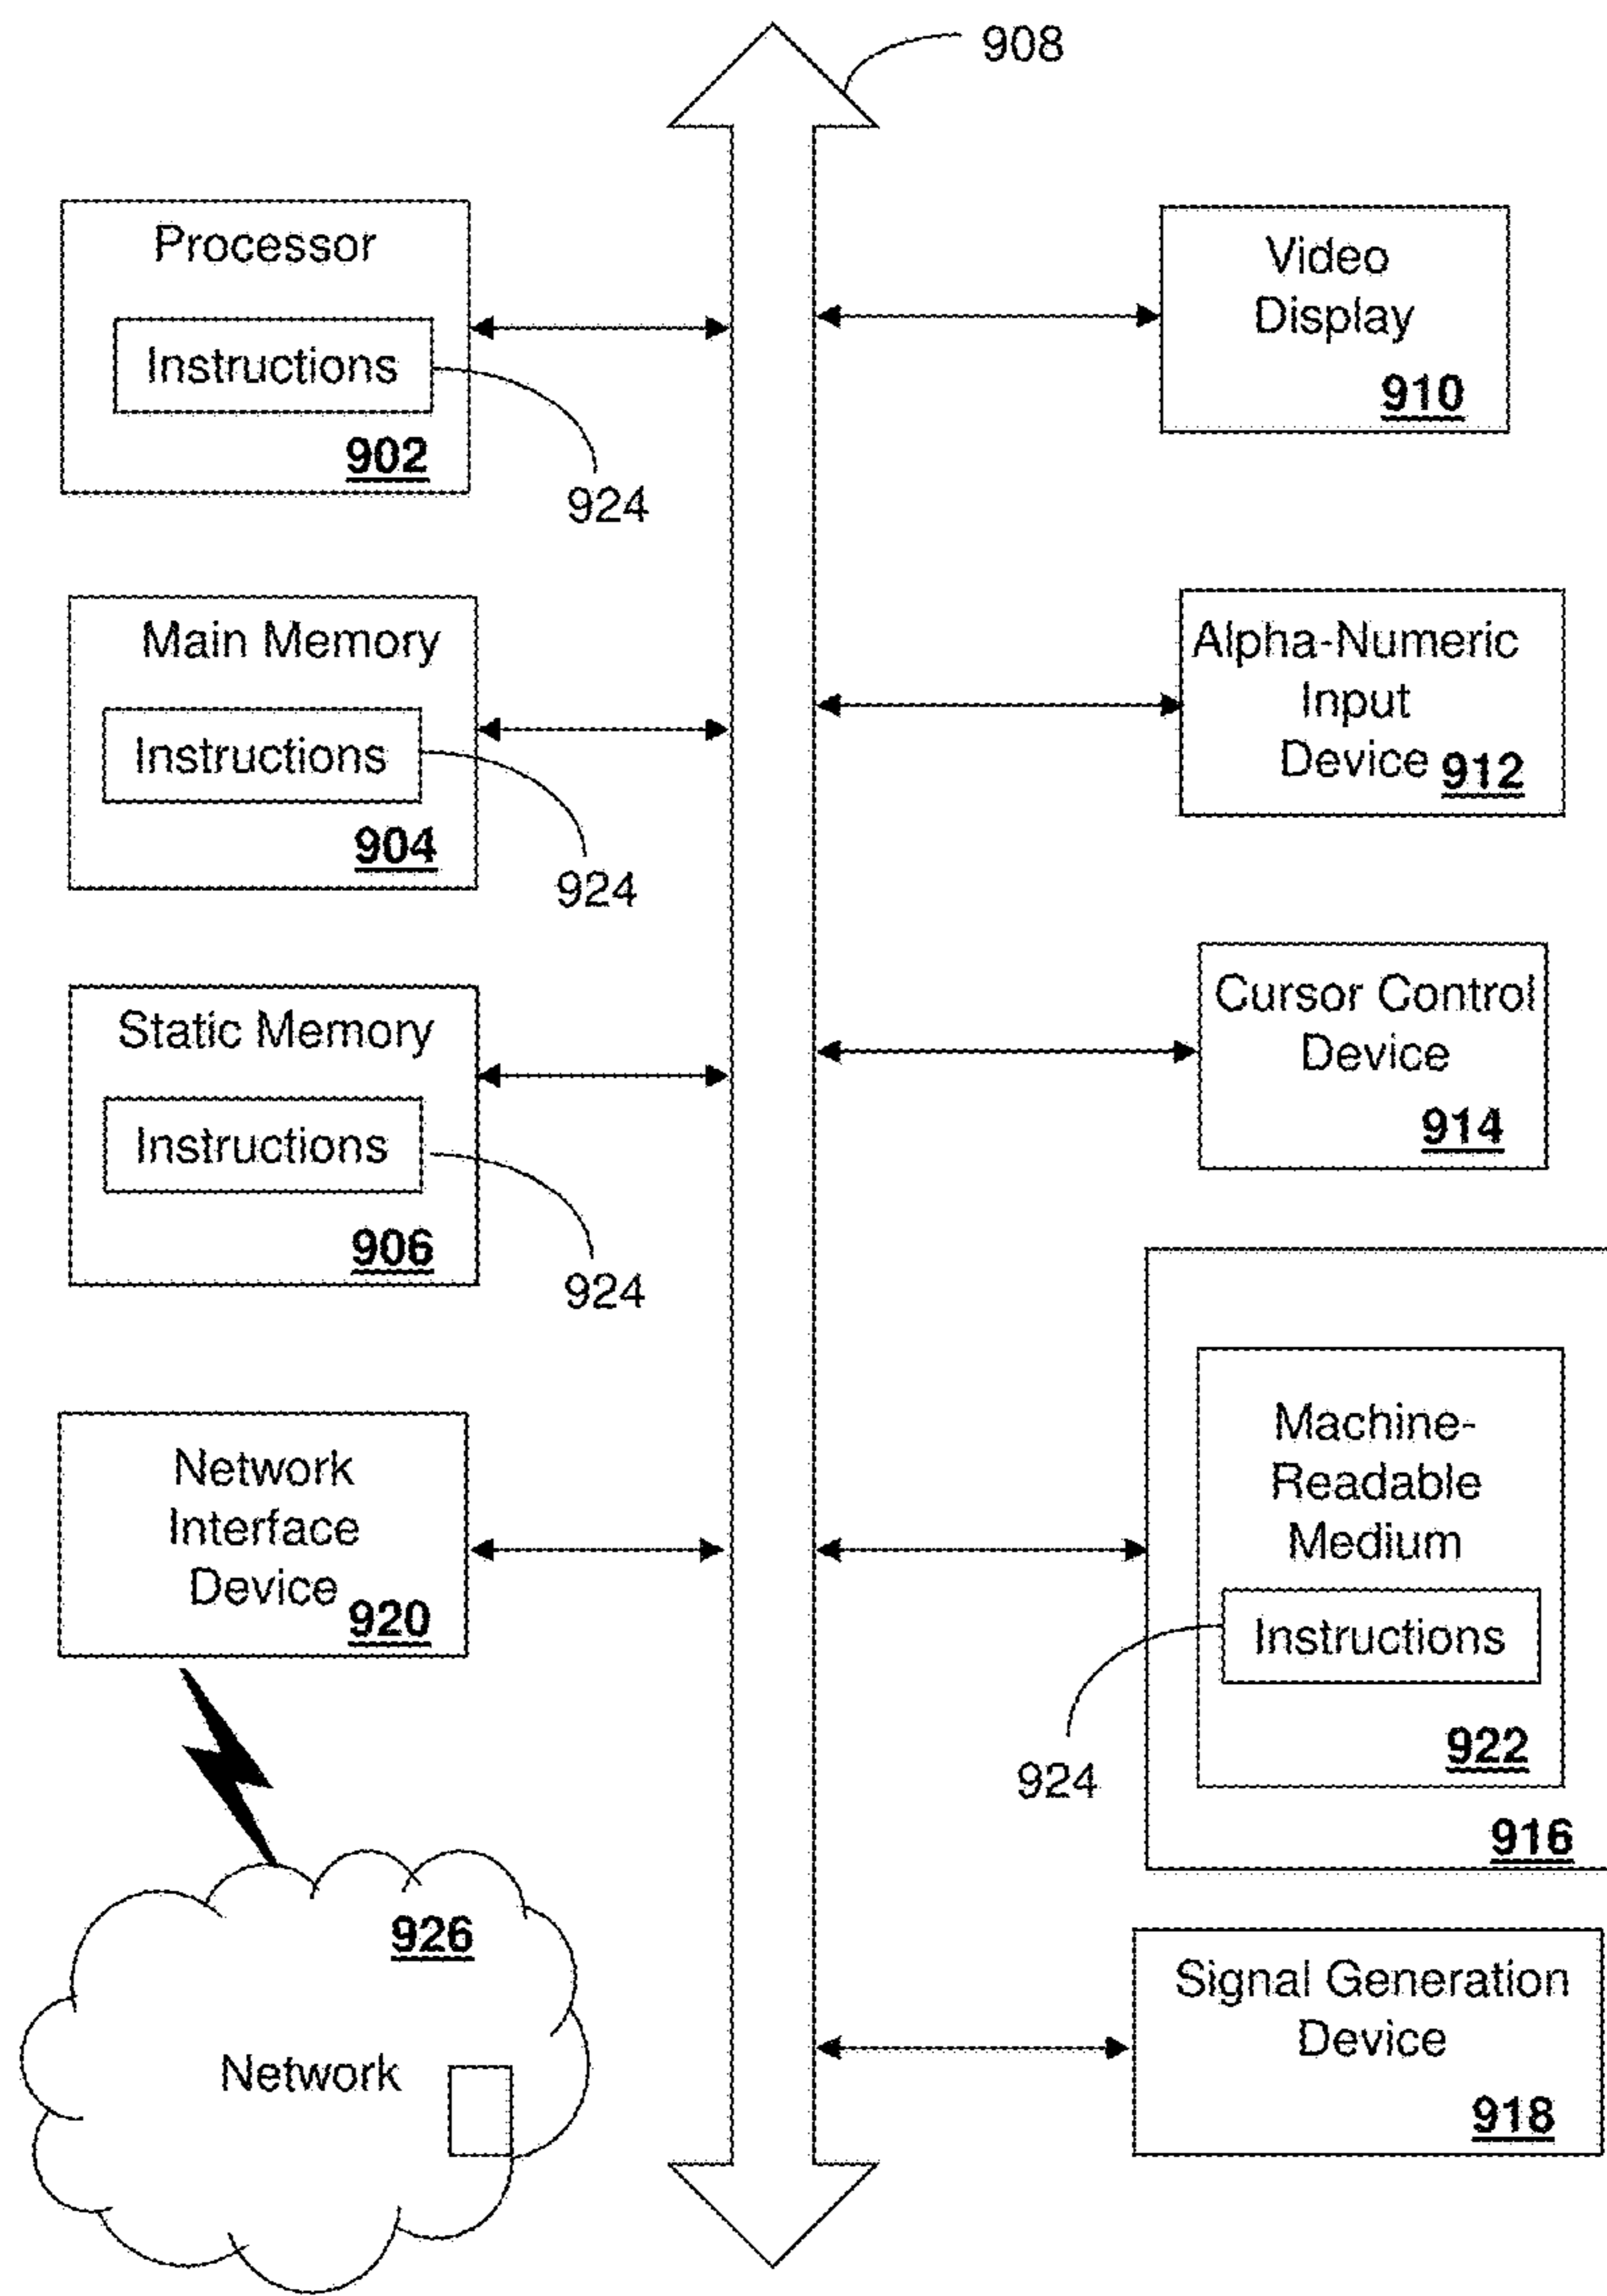 908
Processor
Instructions
902
924
Main Memory
Instructions
904
924
Static Memory
Instructions
906
924
Network
Interface
Device
920
926
Network
Video
Display
910
Alpha-Numeric
Input
Device 912
Cursor Control
Device
914
Machine-
Readable
Medium
Instructions
922
924
916
Signal Generation
Device
918